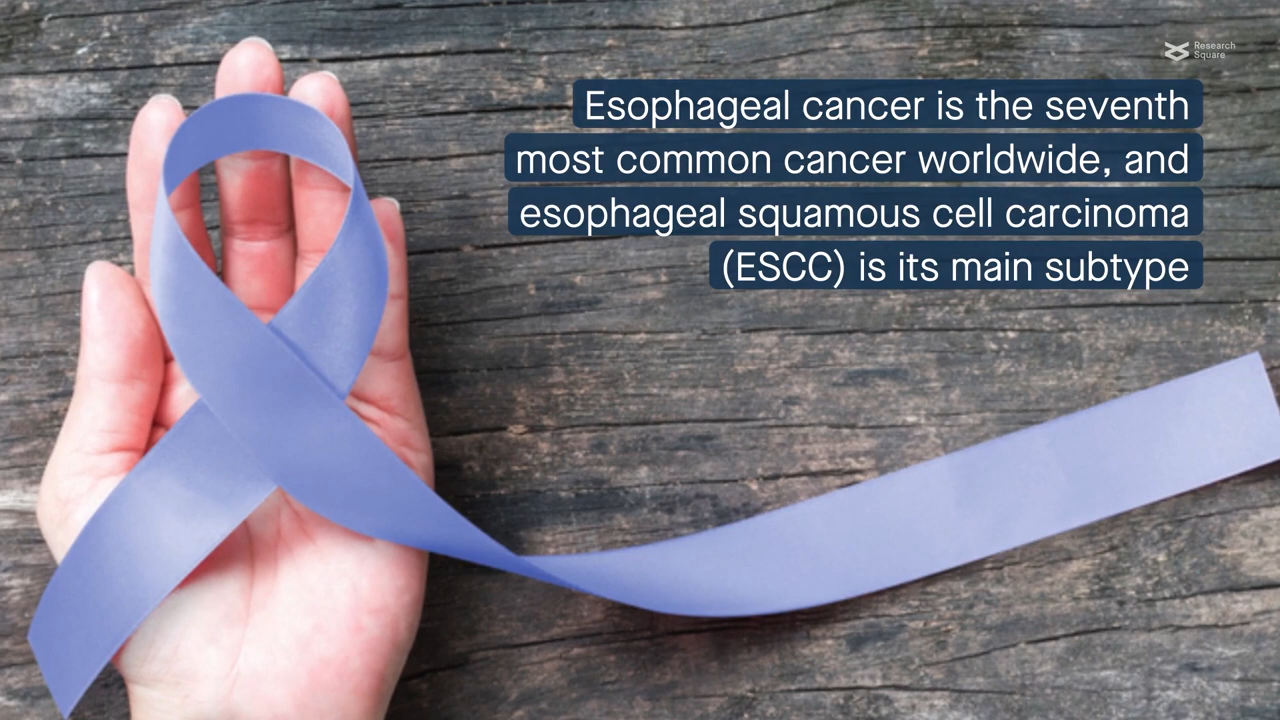 Research
Square
Esophageal cancer is the seventh
most common cancer worldwide, and
esophageal squamous cell carcinoma
(ESCC) is its main subtype